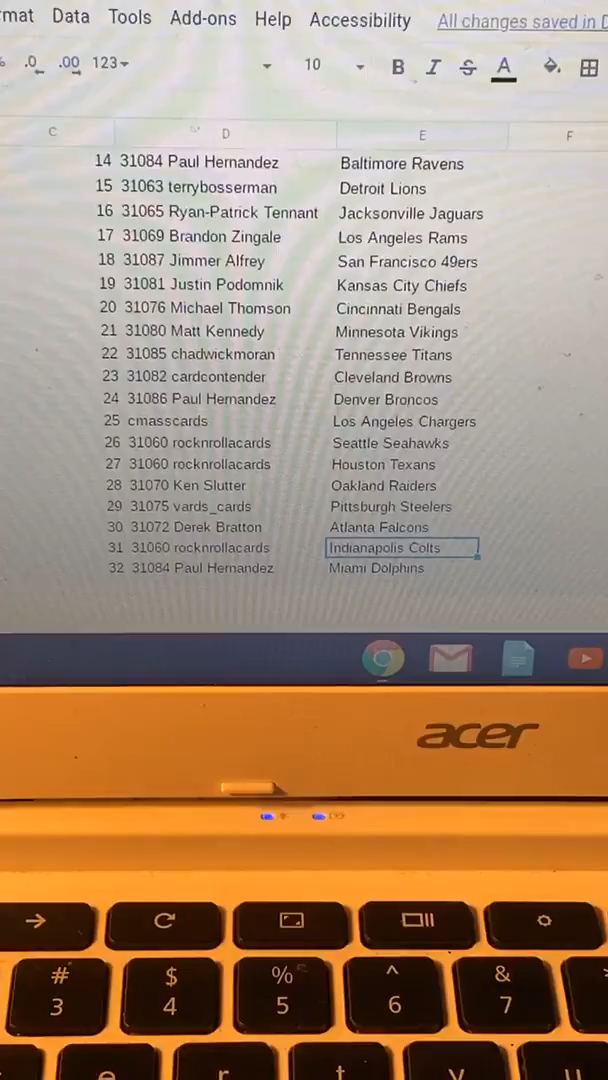 mat Data Tools Add-ons Help Accessibility All changes saved in D
% .0 .00 123 10 B I S A
C D E F
14 31084 Paul Hernandez Baltimore Ravens
15 31063 terrybosserman Detroit Lions
16 31065 Ryan-Patrick Tennant Jacksonville Jaguars
17 31069 Brandon Zingale Los Angeles Rams
18 31087 Jimmer Alfrey San Francisco 49ers
19 31081 Justin Podomnik Kansas City Chiefs
20 31076 Michael Thomson Cincinnati Bengals
21 31080 Matt Kennedy Minnesota Vikings
22 31085 chadwickmoran Tennessee Titans
23 31082 cardcontender Cleveland Browns
24 31086 Paul Hernandez Denver Broncos
25 cmasscards Los Angeles Chargers
26 31060 rocknrollacards Seattle Seahawks
27 31060 rocknrollacards Houston Texans
28 31070 Ken Slutter Oakland Raiders
29 31075 yards_cards Pittsburgh Steelers
30 31072 Derek Bratton Atlanta Falcons
31 31060 rocknrollacards Indianapolis Colts
32 31084 Paul Hernandez Miami Dolphins
acer
# $ % ^ &
3 4 5 6 7
e r t y u